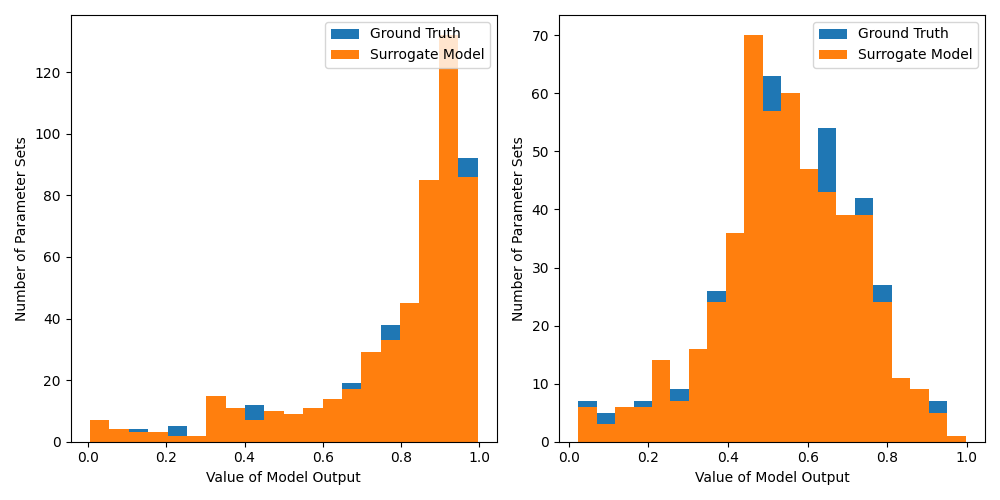 Ground Truth
Surrogate Model
120
100
80
60
40
20
0
0.0 0.2 0.4 0.6 0.8 1.0
Number of Parameter Sets
Value of Model Output
Ground Truth
Surrogate Model
70
60
50
40
30
20
10
0
0.0 0.2 0.4 0.6 0.8 1.0
Number of Parameter Sets
Value of Model Output